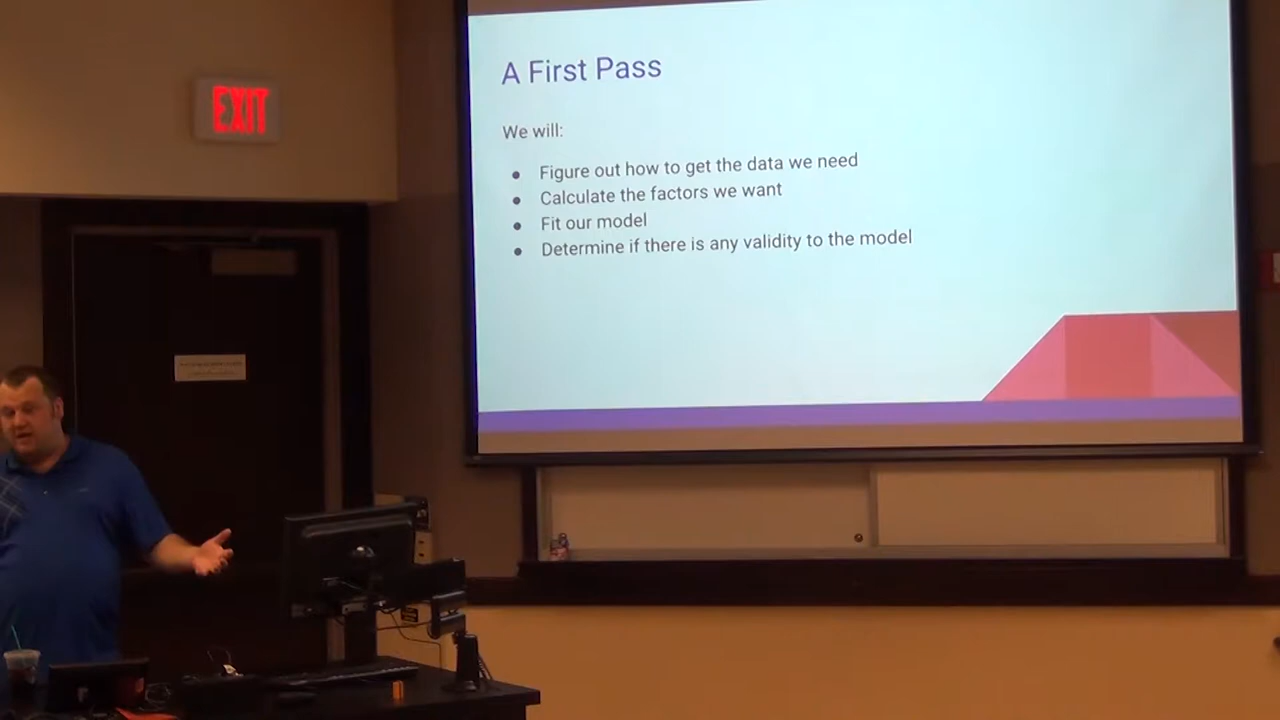 A First Pass
EXIT
We will:
● Figure out how to get the data we need
● Calculate the factors we want
● Fit our model
● Determine if there is any validity to the model